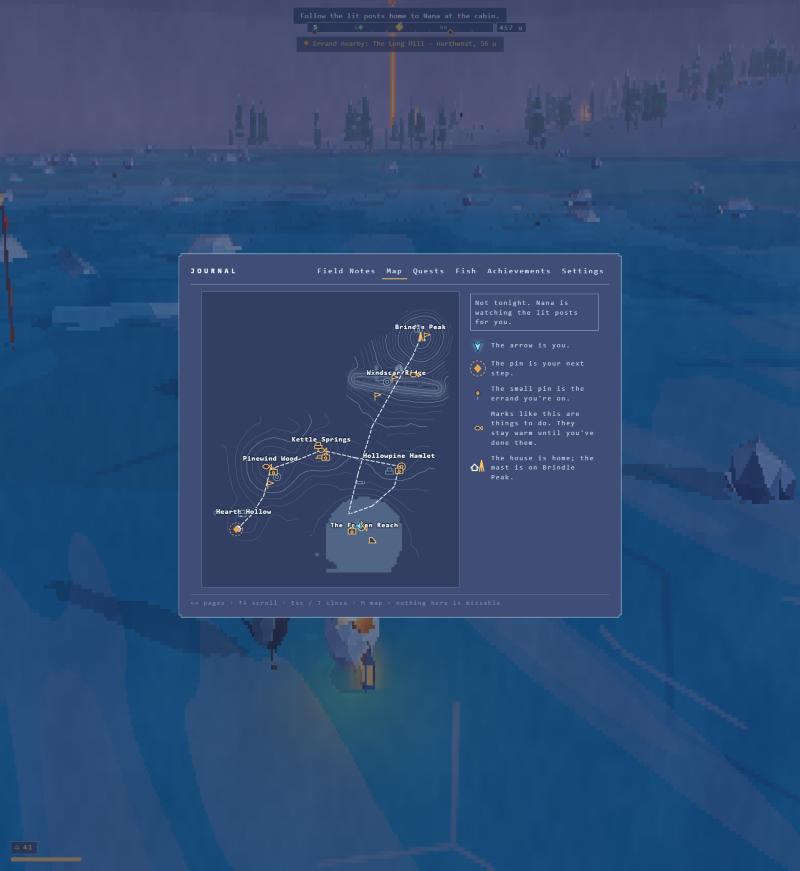 Follow the lit posts home to Nana at the cabin.
S
457 u
Errand nearby: The Long Hill - northwest, 56 u
JOURNAL
Field Notes Map Quests Fish Achievements Settings
Brindle Peak
Windscar Ridge
Kettle Springs
Pinewind Wood
Hollowpine Hamlet
Hearth Hollow
The Frozen Reach
Not tonight. Nana is
watching the lit posts
for you.
The arrow is you.
The pin is your next
step.
The small pin is the
errand you're on.
Marks like this are
things to do. They
stay warm until you've
done them.
The house is home; the
mast is on Brindle
Peak.
←→ pages · ↑↓ scroll · Esc / J close · M map · nothing here is missable
41